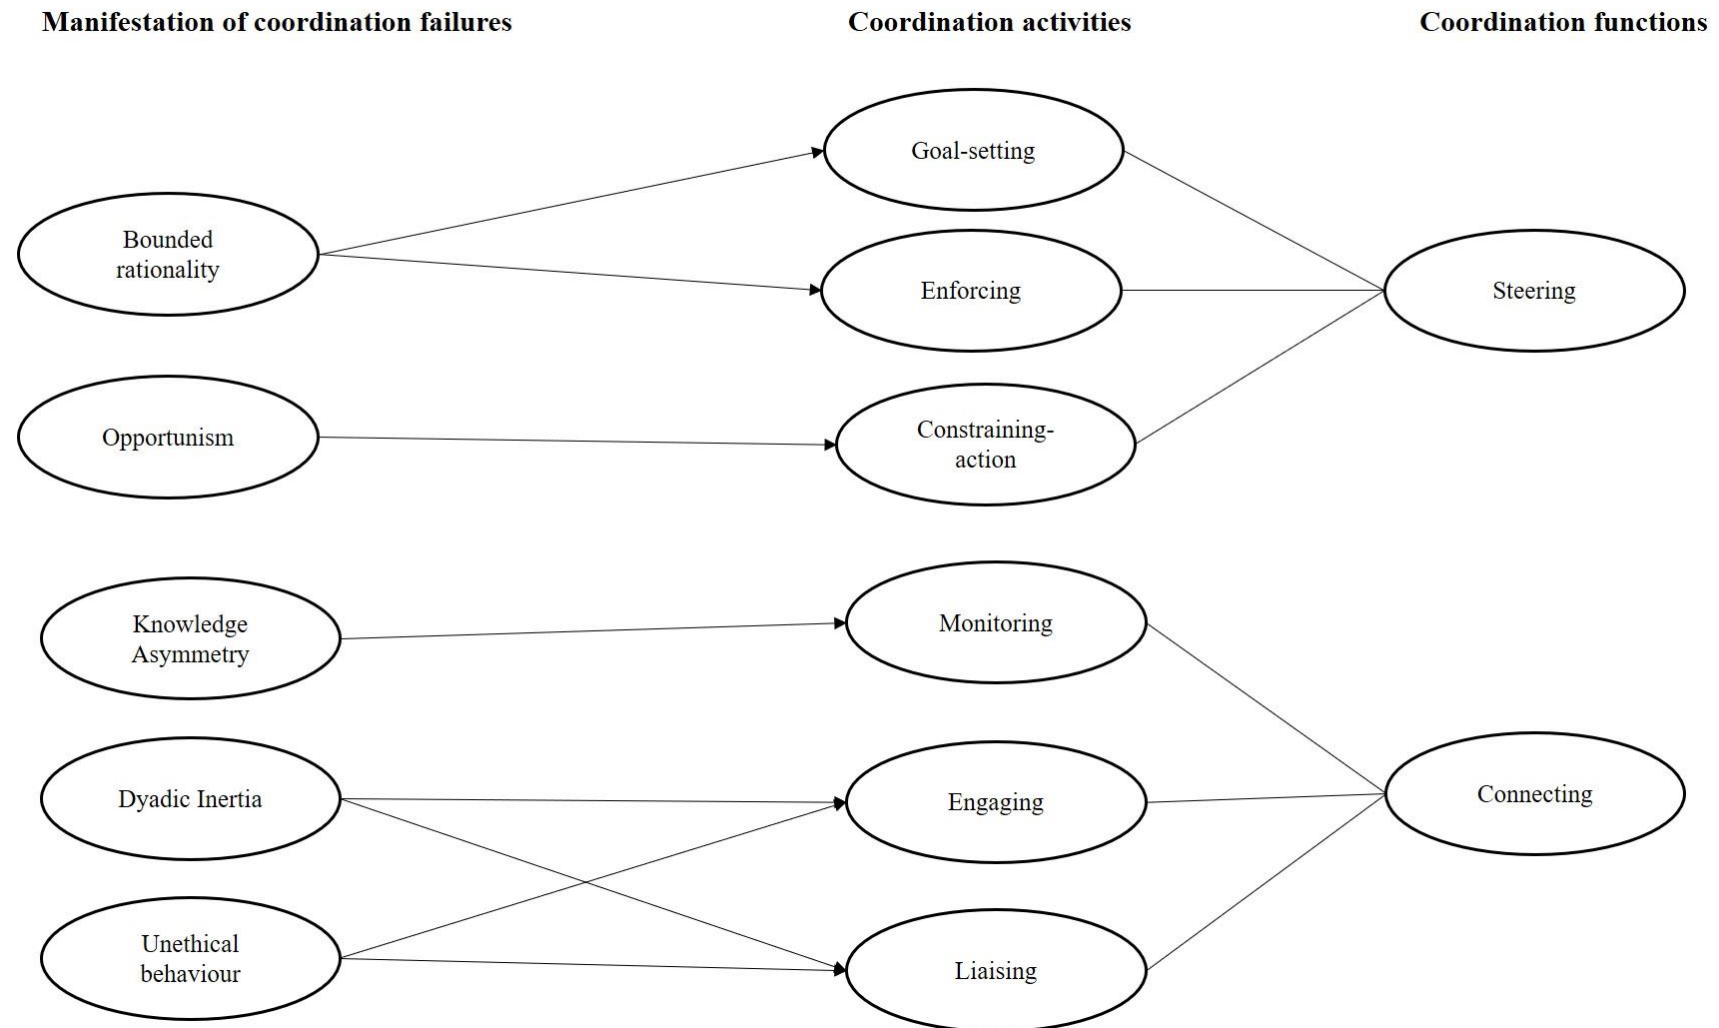 Manifestation of coordination failures
Coordination activities
Coordination functions
Bounded
rationality
Opportunism
Knowledge
Asymmetry
Dyadic Inertia
Unethical
behaviour
Goal-setting
Enforcing
Constraining-
action
Monitoring
Engaging
Liaising
Steering
Connecting